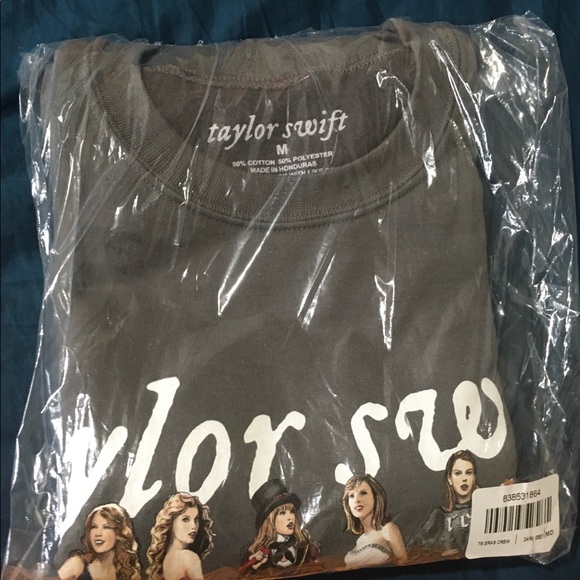 taylor swift
M
50% COTTON, 50% POLYESTER
MADE IN HONDURAS
ylor sw
838531864
TS ERAS CREW